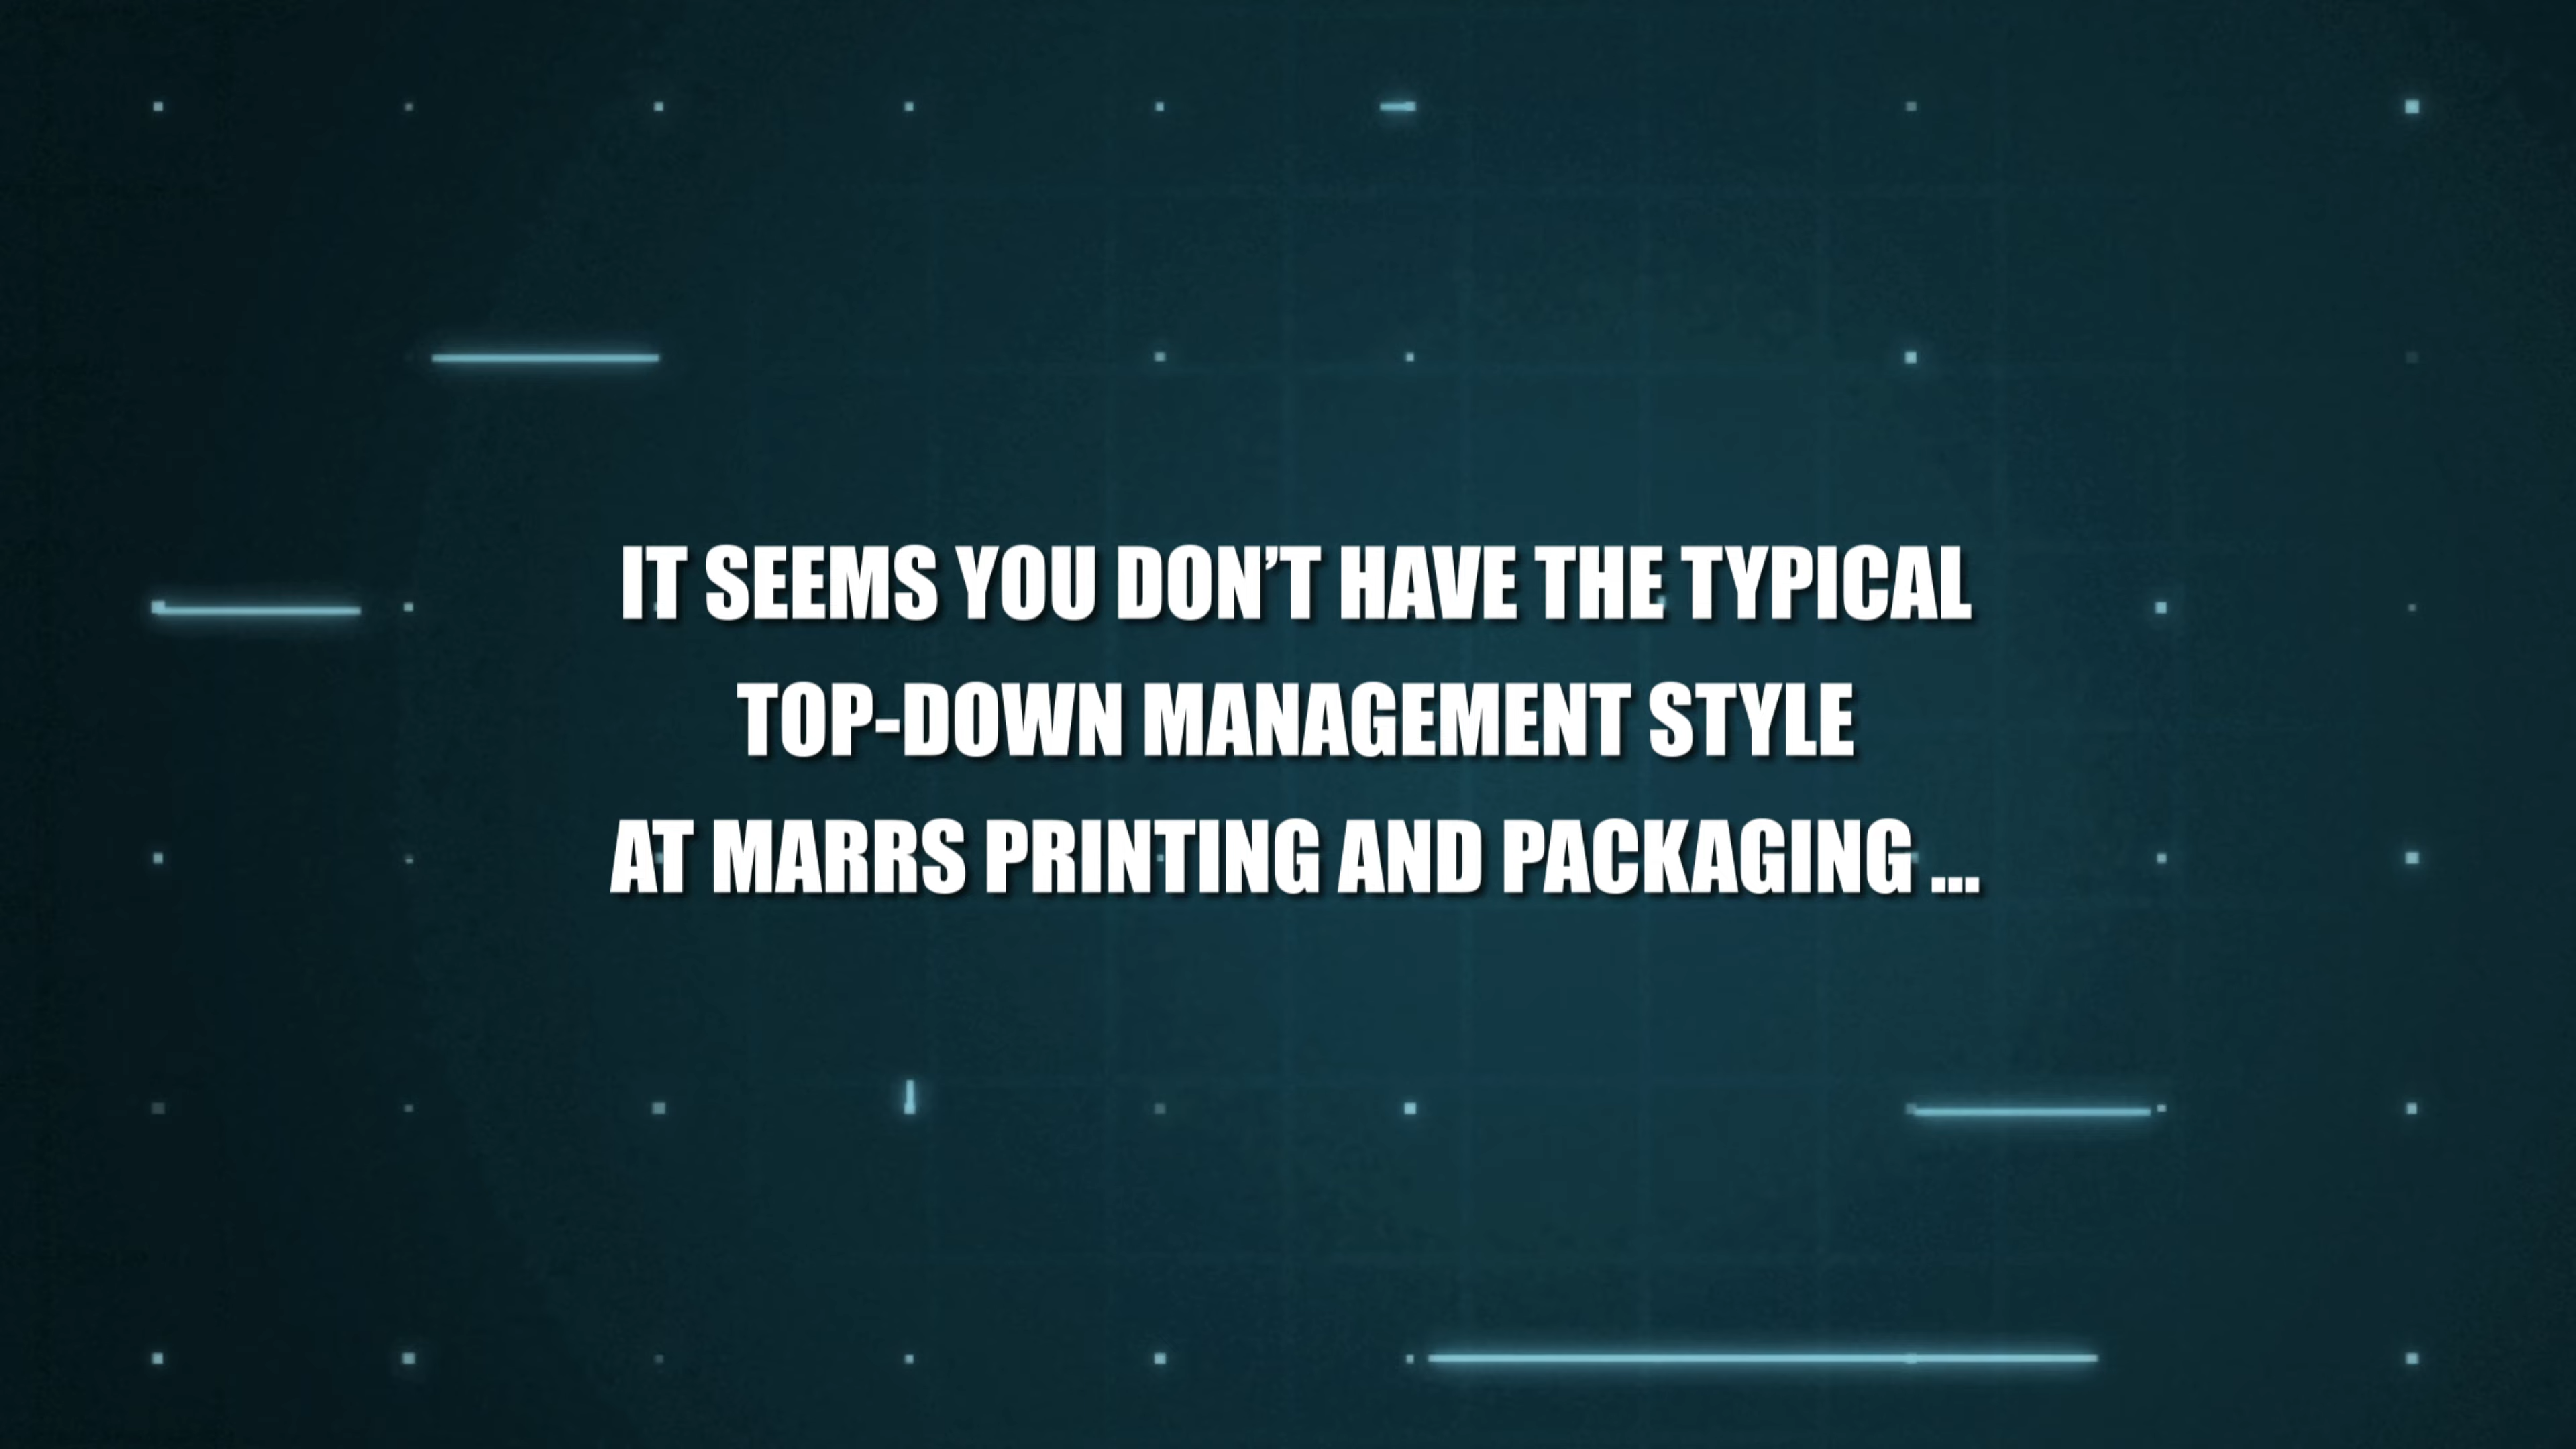 IT SEEMS YOU DON’T HAVE THE TYPICAL
TOP-DOWN MANAGEMENT STYLE
AT MARRS PRINTING AND PACKAGING ...